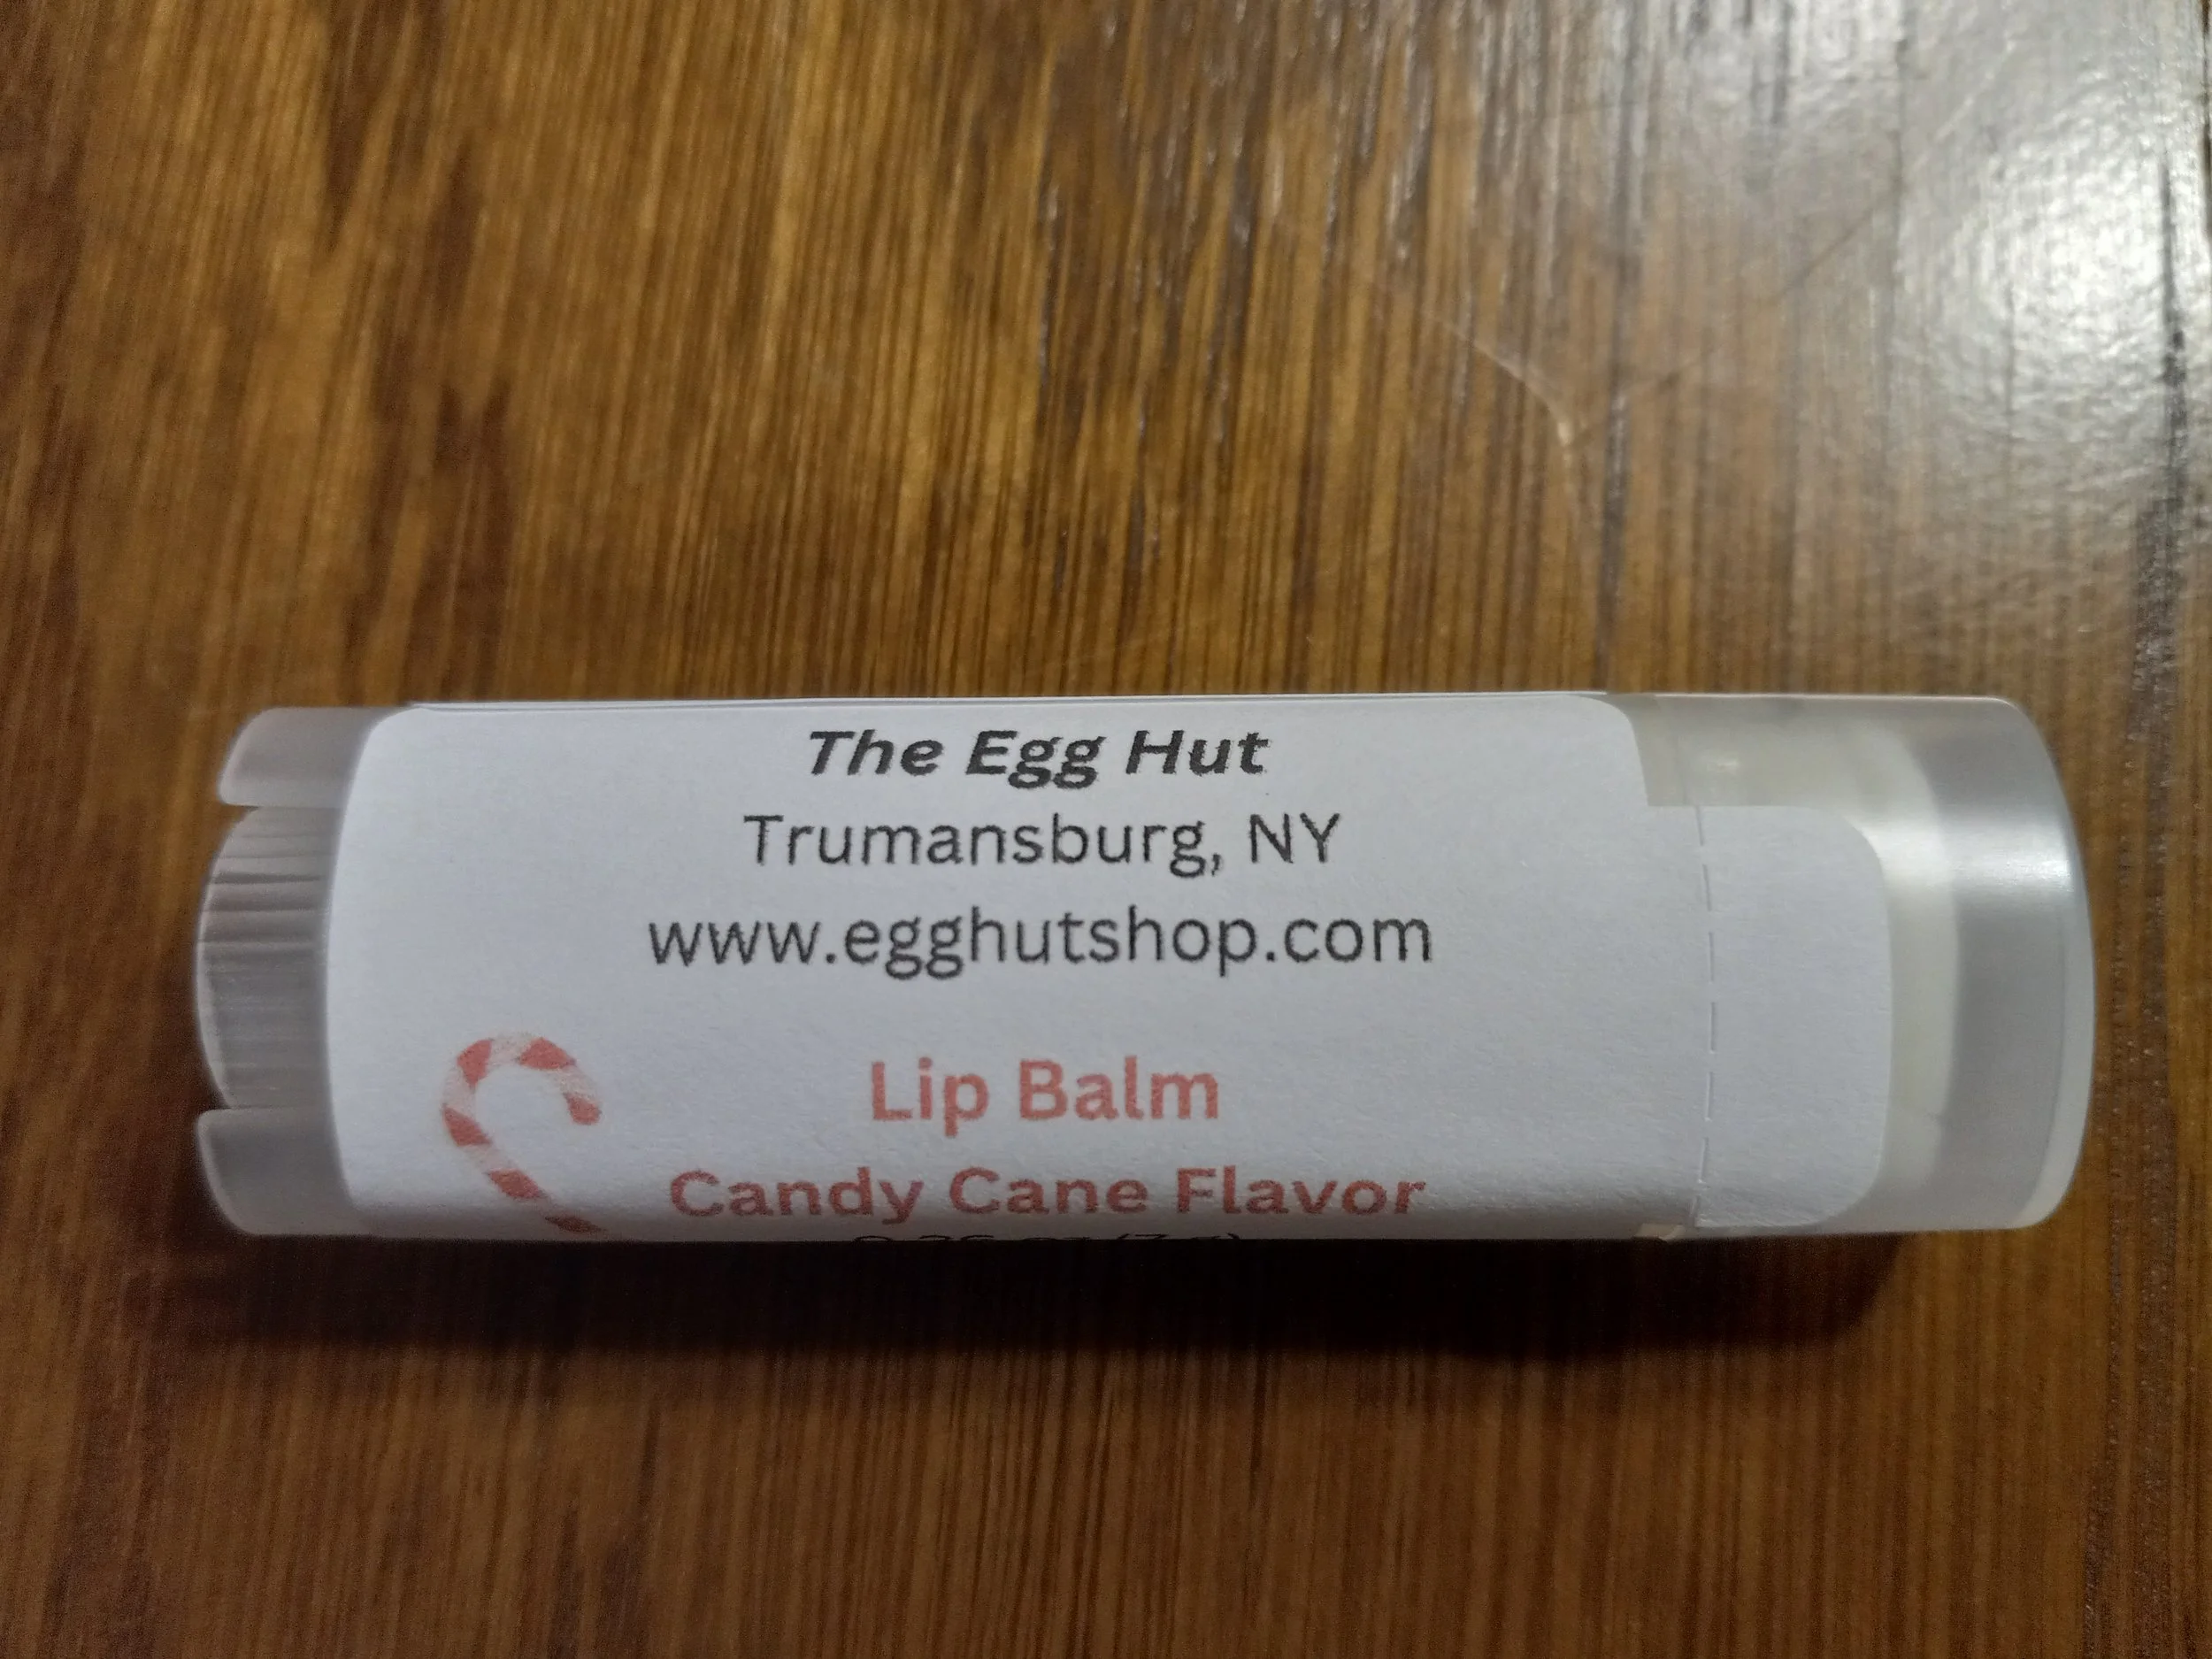 The Egg Hut
Trumansburg, NY
www.egghutshop.com
Lip Balm
Candy Cane Flavor